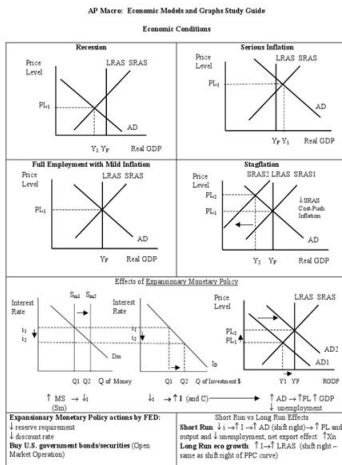 AP Macro: Economic Models and Graphs Study Guide
Economic Conditions
Recession
Price
Level
LRAS SRAS
PL₁
AD
Y₁ Y_F Real GDP
Serious Inflation
Price
Level
LRAS SRAS
PL₁
AD
Y_F Y₁ Real GDP
Full Employment with Mild Inflation
Price
Level
LRAS SRAS
PL₁
AD
Y_F Real GDP
Stagflation
Price
Level
SRAS2 LRAS SRAS1
PL₂
PL₁
↓SRAS
Cost-Push
Inflation
AD
Y₂ Y_F Real GDP
Effects of Expansionary Monetary Policy
Interest
Rate
Sm1 Sm2
i₁
i₂
Dm
Q1 Q2 Q of Money
Interest
Rate
i₁
i₂
I_D
Q1 Q2 Q of Investment $
Price
Level
LRAS SRAS
PL₂
PL₁
AD2
AD1
Y1 YF RGDP
↑ MS → ↓i ↓i → ↑ I (and C) → ↑ AD → ↑PL ↑ GDP
(Sm) ↓ unemployment
Expansionary Monetary Policy actions by FED:
↓ reserve requirement
↓ discount rate
Buy U.S. government bonds/securities (Open
Market Operation)
Short Run vs Long Run Effects
Short Run ↓i → ↑ I → ↑ AD (shift right) → ↑ PL and
output and ↓ unemployment, net export effect: ↑Xn
Long Run eco growth ↑ I → ↑ LRAS (shift right –
same as shift right of PPC curve)